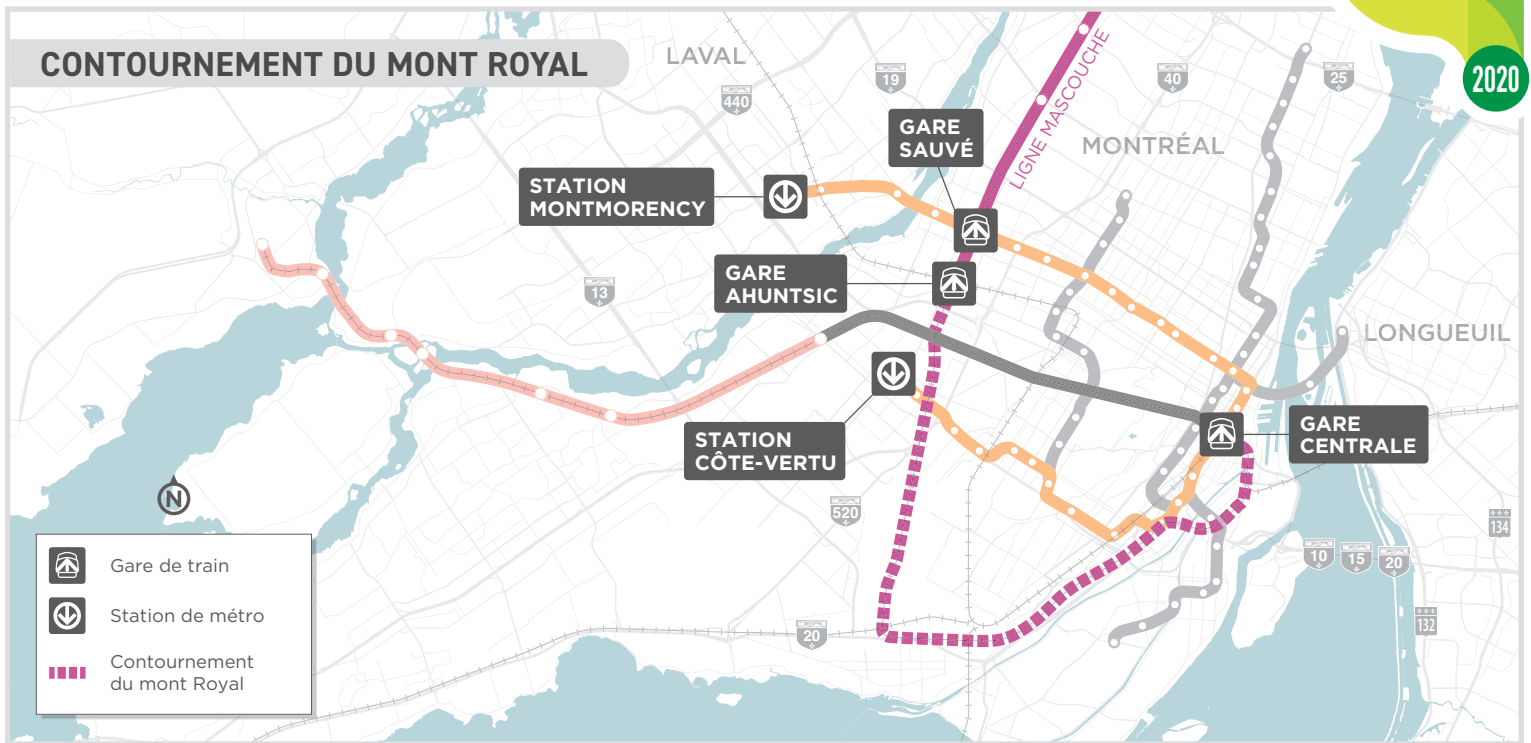 CONTOURNEMENT DU MONT ROYAL
2020
LAVAL
19
40
25
440
LIGNE MASCOUCHE
GARE
SAUVÉ
MONTRÉAL
STATION
MONTMORENCY
GARE
AHUNTSIC
13
LONGUEUIL
STATION
CÔTE-VERTU
GARE
CENTRALE
N
520
134
10
15
20
132
20
Gare de train
Station de métro
Contournement
du mont Royal